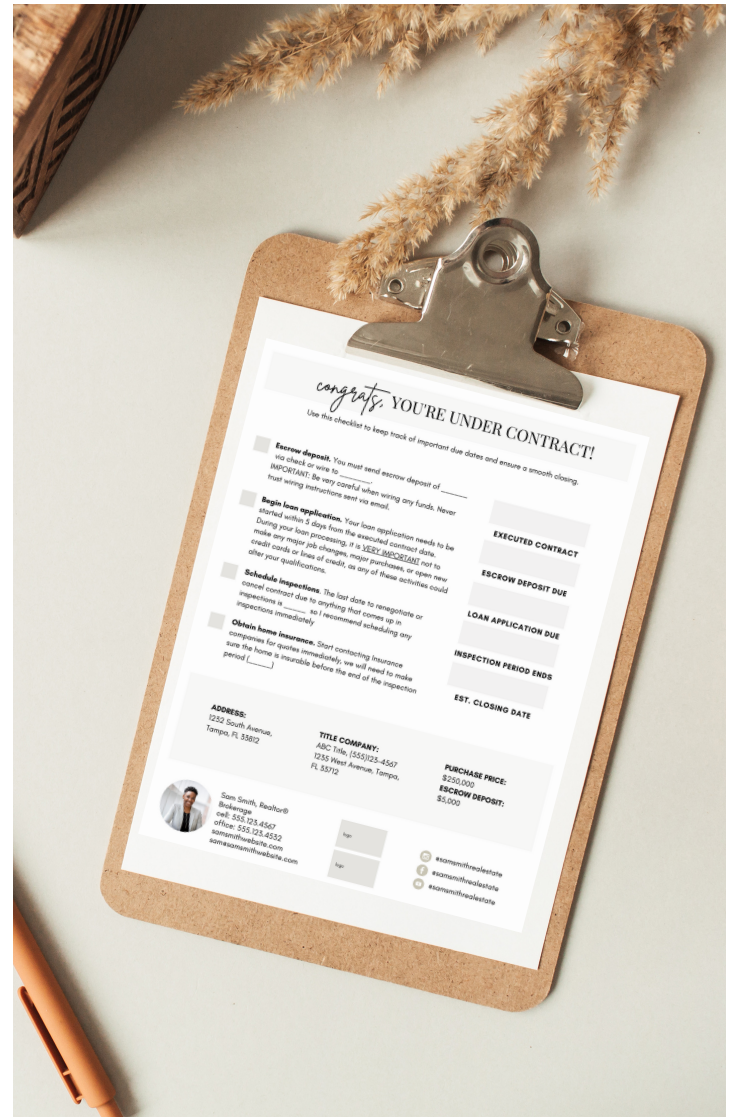 congrats, YOU'RE UNDER CONTRACT!
Use this checklist to keep track of important due dates and ensure a smooth closing.
Escrow deposit. You must send escrow deposit of ______
via check or wire to ________.
IMPORTANT: Be very careful when wiring any funds. Never
trust wiring instructions sent via email.
Begin loan application. Your loan application needs to be
started within 5 days from the executed contract date.
During your loan processing, it is VERY IMPORTANT not to
make any major job changes, major purchases, or open new
credit cards or lines of credit, as any of these activities could
alter your qualifications.
Schedule inspections. The last date to renegotiate or
cancel contract due to anything that comes up in
inspections is ______ so I recommend scheduling any
inspections immediately
Obtain home insurance. Start contacting insurance
companies for quotes immediately, we will need to make
sure the home is insurable before the end of the inspection
period (______)
EXECUTED CONTRACT
ESCROW DEPOSIT DUE
LOAN APPLICATION DUE
INSPECTION PERIOD ENDS
EST. CLOSING DATE
ADDRESS:
1232 South Avenue,
Tampa, FL 33812
TITLE COMPANY:
ABC Title, (555)123-4567
1235 West Avenue, Tampa,
FL 33712
PURCHASE PRICE:
$250,000
ESCROW DEPOSIT:
$5,000
Sam Smith, Realtor®
Brokerage
cell: 555.123.4567
office: 555.123.4532
samsmithwebsite.com
sam@samsmithwebsite.com
logo
logo
@samsmithrealestate
@samsmithrealestate
@samsmithrealestate